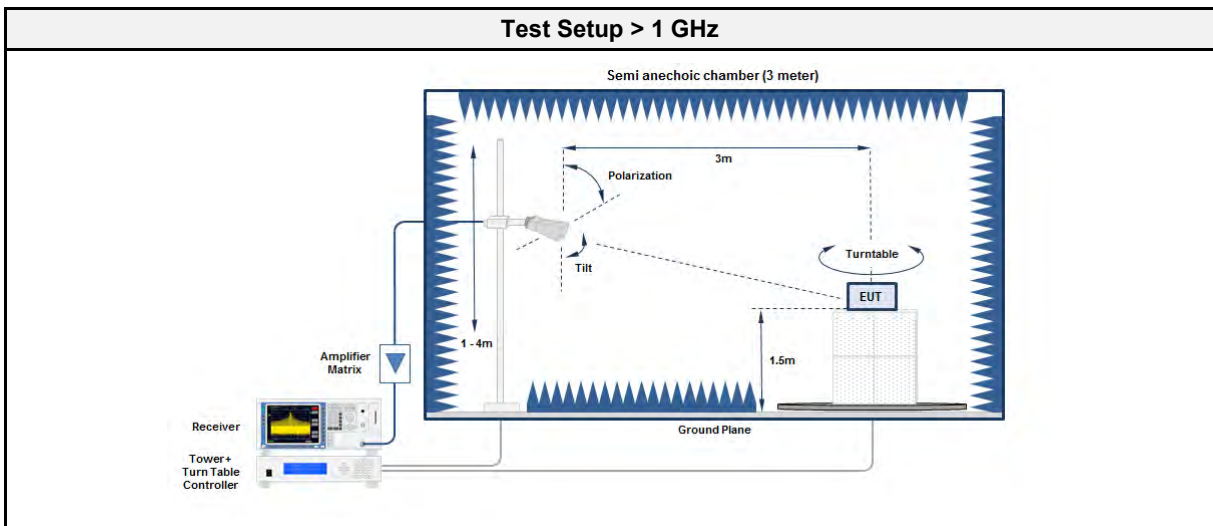 Test Setup > 1 GHz
Semi anechoic chamber (3 meter)
3m
Polarization
Tilt
Turntable
EUT
1 - 4m
1.5m
Amplifier
Matrix
Receiver
Ground Plane
Tower+
Turn Table
Controller